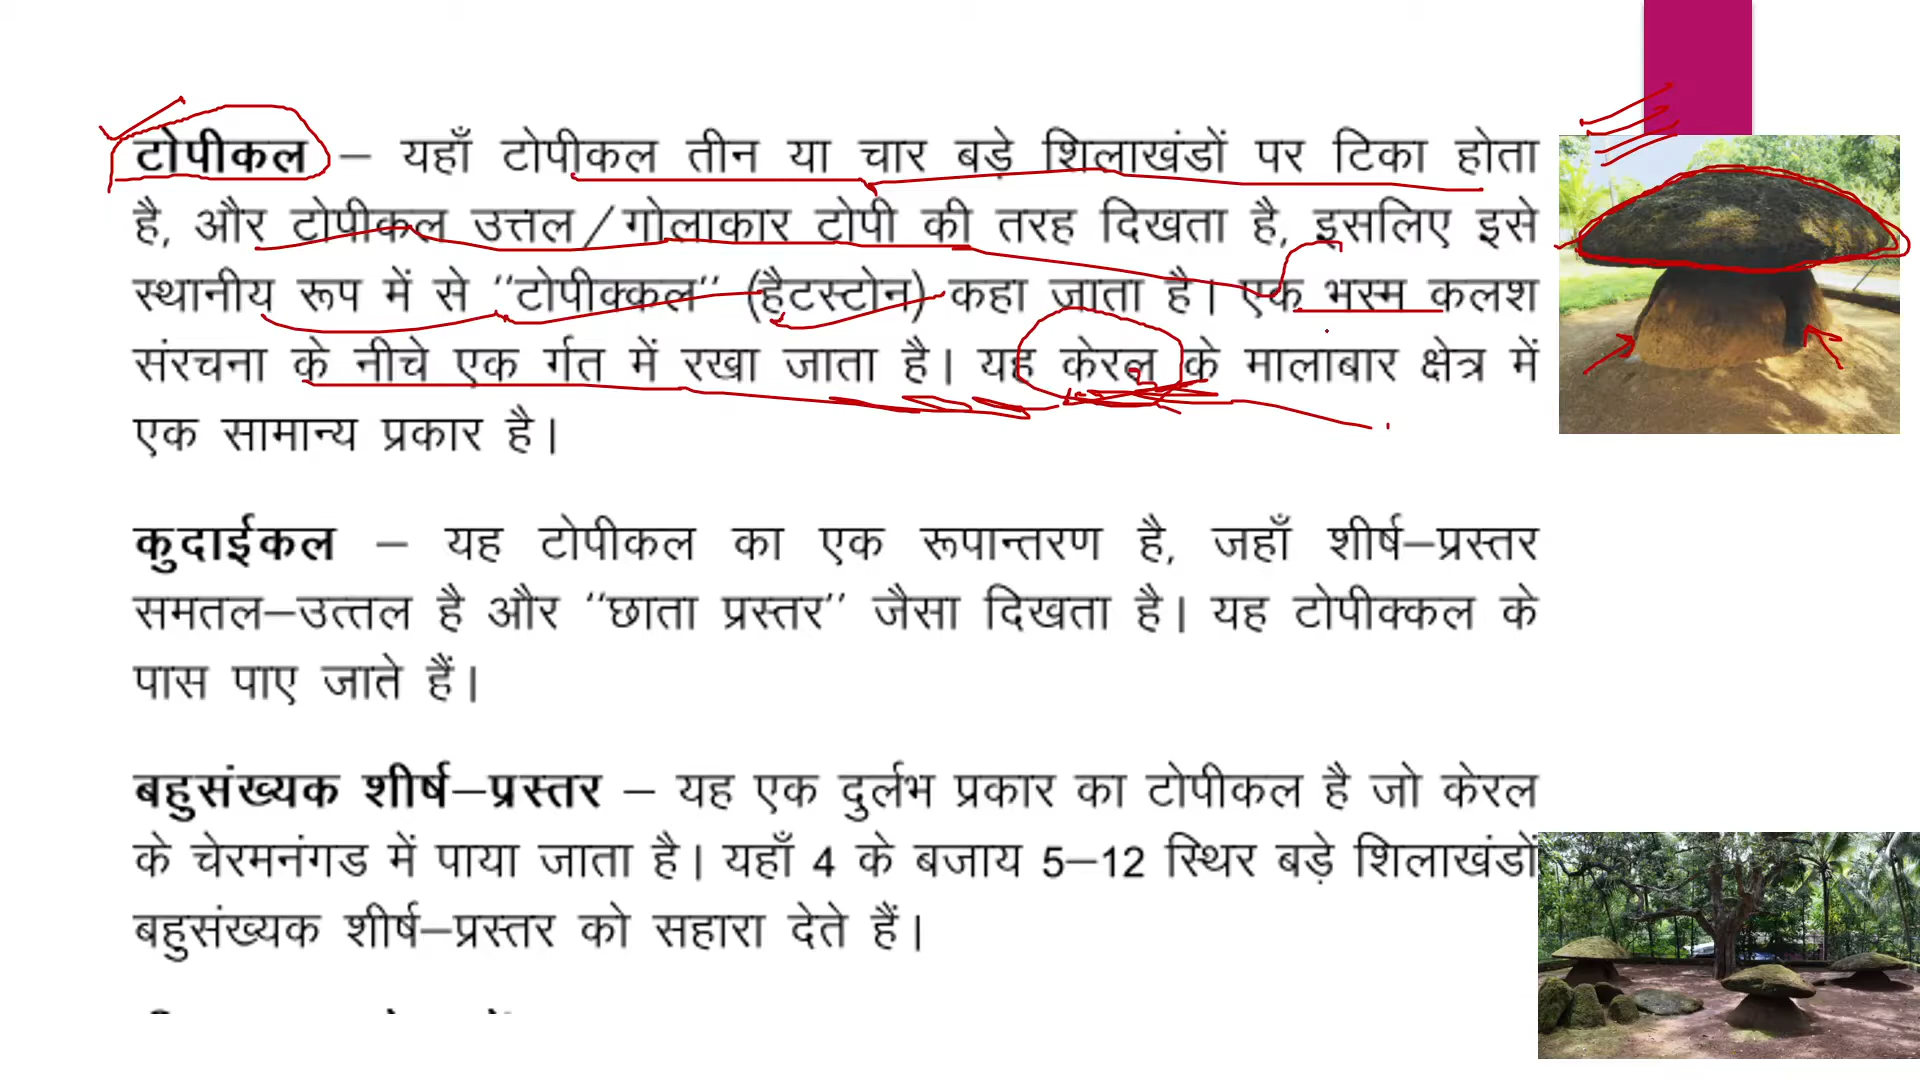 टोपीकल – यहाँ टोपीकल तीन या चार बड़े शिलाखंडों पर टिका होता
है, और टोपीकल उत्तल/गोलाकार टोपी की तरह दिखता है, इसलिए इसे
स्थानीय रूप में से ‘‘टोपीक्कल’’ (हैटस्टोन) कहा जाता है। एक भस्म कलश
संरचना के नीचे एक र्गत में रखा जाता है। यह केरल के मालाबार क्षेत्र में
एक सामान्य प्रकार है।
कुदाईकल – यह टोपीकल का एक रूपान्तरण है, जहाँ शीर्ष–प्रस्तर
समतल–उत्तल है और ‘‘छाता प्रस्तर’’ जैसा दिखता है। यह टोपीक्कल के
पास पाए जाते हैं।
बहुसंख्यक शीर्ष–प्रस्तर – यह एक दुर्लभ प्रकार का टोपीकल है जो केरल
के चेरमनंगड में पाया जाता है। यहाँ 4 के बजाय 5–12 स्थिर बड़े शिलाखंडों
बहुसंख्यक शीर्ष–प्रस्तर को सहारा देते हैं।